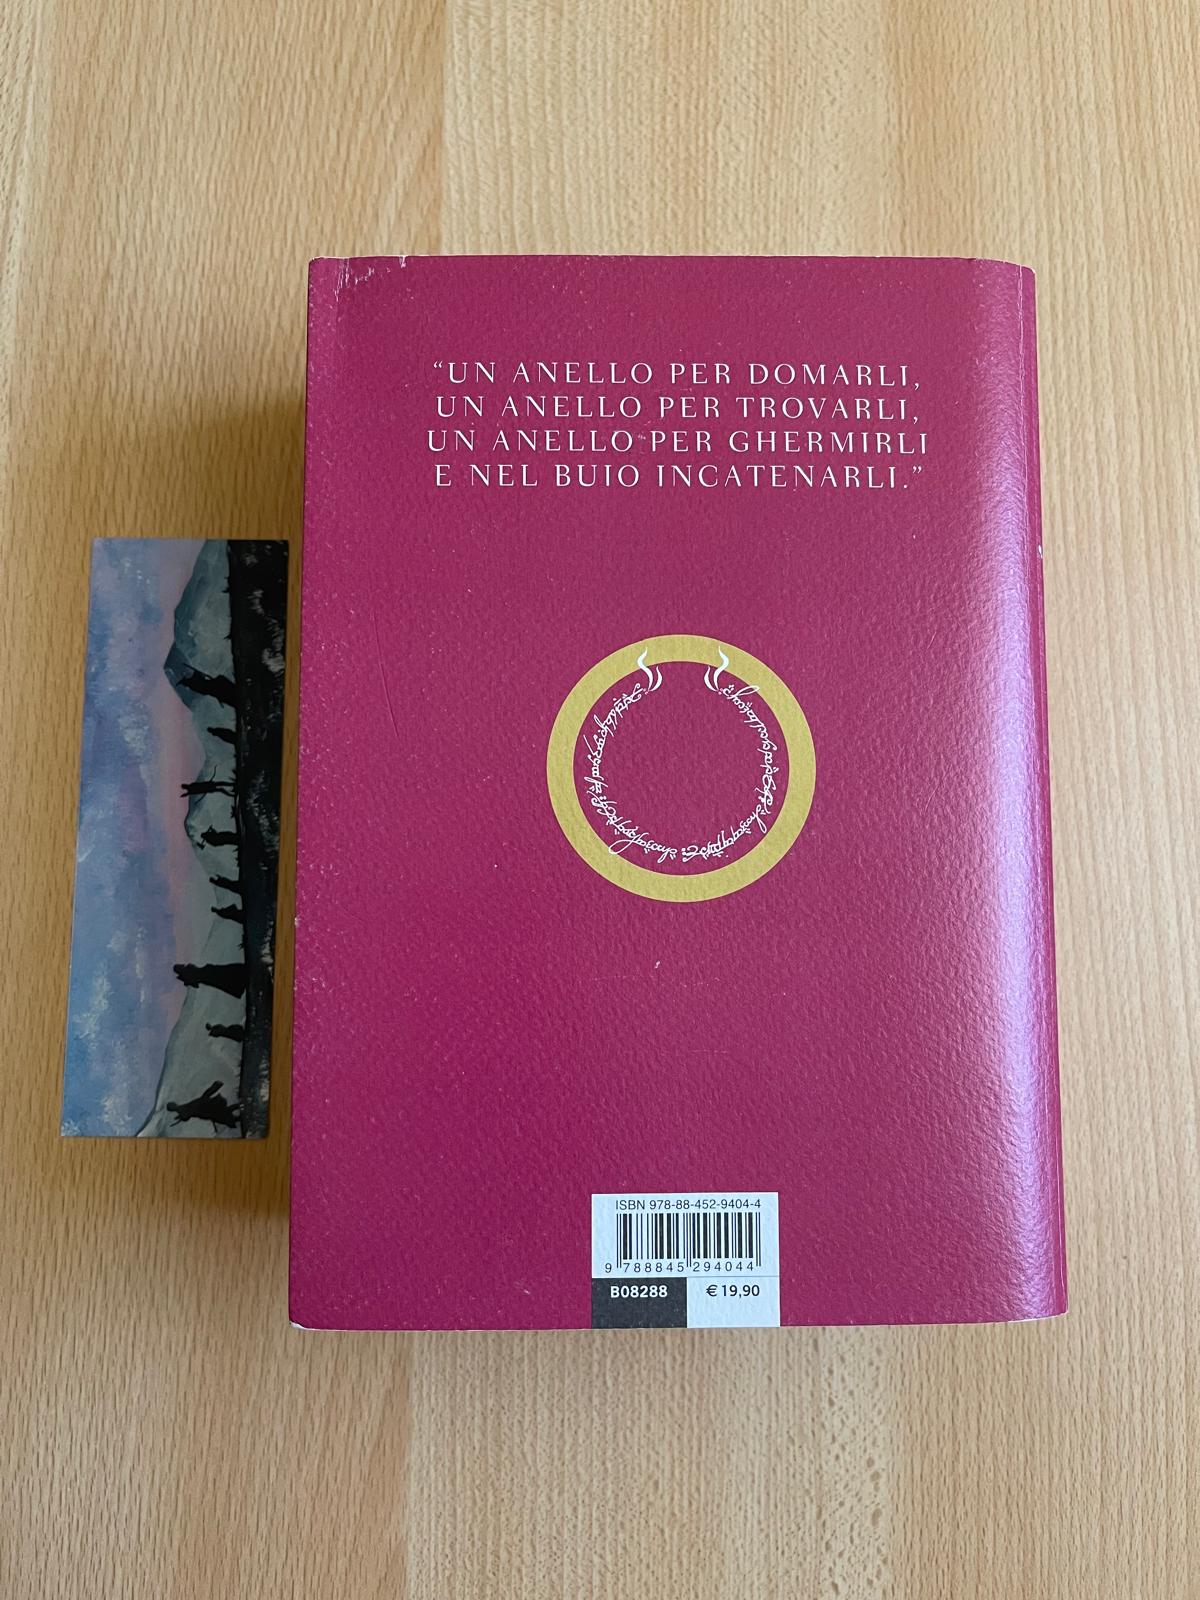 “UN ANELLO PER DOMARLI,
UN ANELLO PER TROVARLI,
UN ANELLO PER GHERMIRLI
E NEL BUIO INCATENARLI.”
ISBN 978-88-452-9404-4
9 788845 294044
B08288
€ 19,90